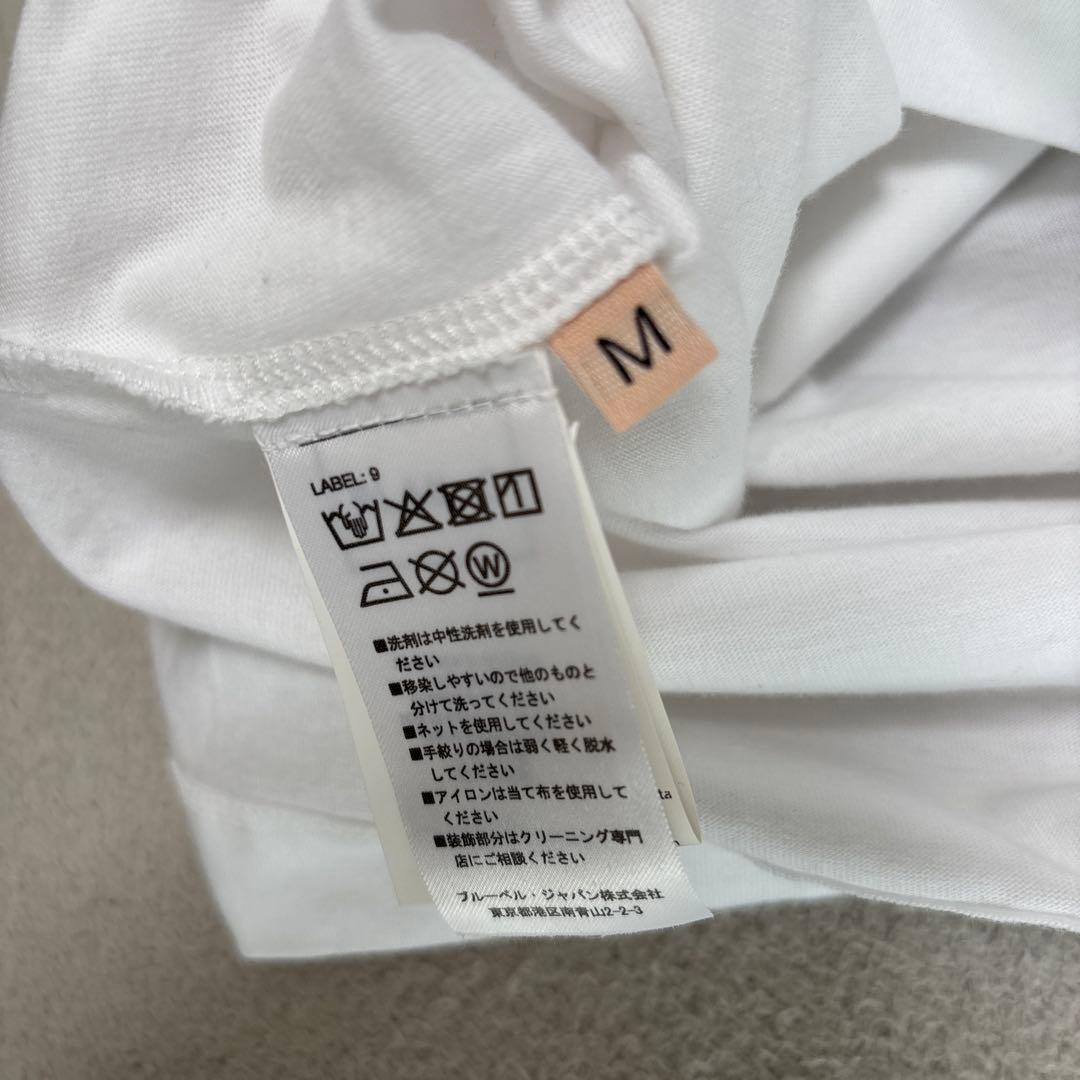 M
LABEL: 9
W
■洗剤は中性洗剤を使用してく
ださい
■移染しやすいので他のものと
分けて洗ってください
■ネットを使用してください
■手絞りの場合は弱く軽く脱水
してください
■アイロンは当て布を使用して
ください
■装飾部分はクリーニング専門
店にご相談ください
ブルーベル・ジャパン株式会社
東京都港区南青山2-2-3
ta